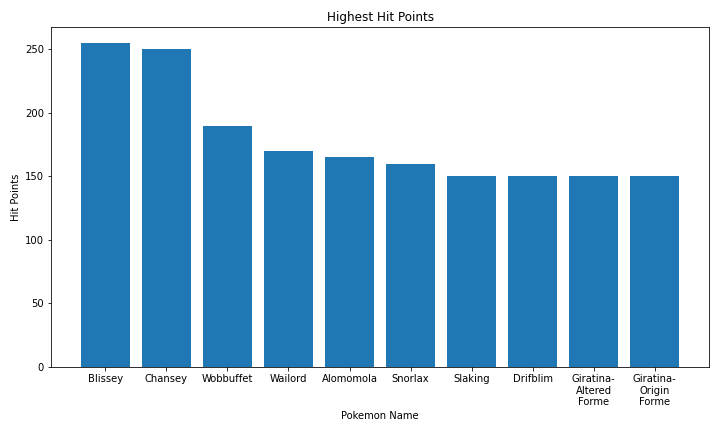 Highest Hit Points
250
200
150
100
50
0
Hit Points
Blissey
Chansey
Wobbuffet
Wailord
Alomomola
Snorlax
Slaking
Drifblim
Giratina-
Altered
Forme
Giratina-
Origin
Forme
Pokemon Name